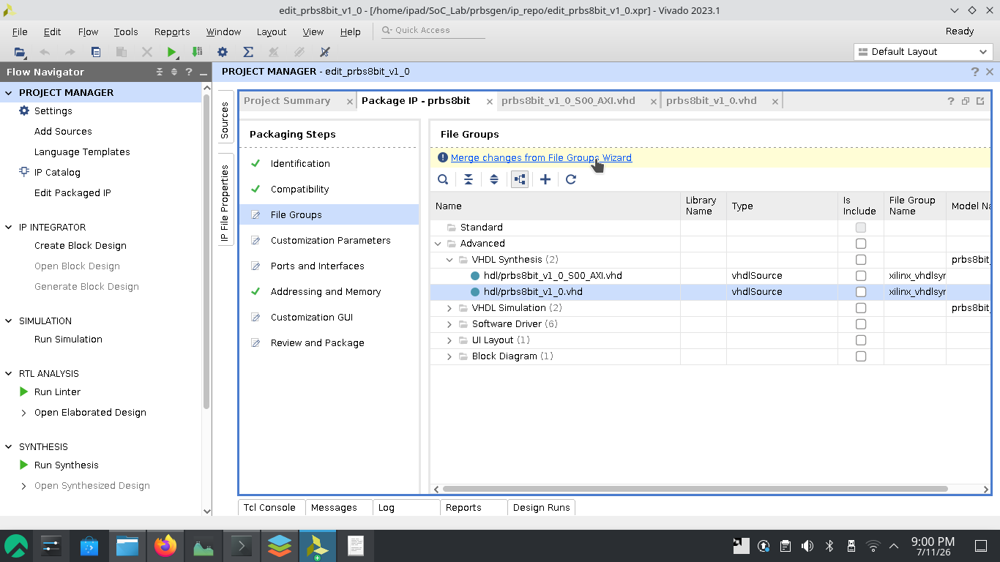 edit_prbs8bit_v1_0 - [/home/ipad/SoC_Lab/prbsgen/ip_repo/edit_prbs8bit_v1_0.xpr] - Vivado 2023.1
File Edit Flow Tools Reports Window Layout View Help Quick Access Ready
Default Layout
Flow Navigator
PROJECT MANAGER - edit_prbs8bit_v1_0
PROJECT MANAGER
Settings
Add Sources
Language Templates
IP Catalog
Edit Packaged IP
IP INTEGRATOR
Create Block Design
Open Block Design
Generate Block Design
SIMULATION
Run Simulation
RTL ANALYSIS
Run Linter
Open Elaborated Design
SYNTHESIS
Run Synthesis
Open Synthesized Design
Sources
IP File Properties
Project Summary Package IP - prbs8bit prbs8bit_v1_0_S00_AXI.vhd prbs8bit_v1_0.vhd
Packaging Steps
Identification
Compatibility
File Groups
Customization Parameters
Ports and Interfaces
Addressing and Memory
Customization GUI
Review and Package
File Groups
Merge changes from File Groups Wizard
Name Library Name Type Is Include File Group Name Model Na
Standard
Advanced
VHDL Synthesis (2) prbs8bit_
hdl/prbs8bit_v1_0_S00_AXI.vhd vhdlSource xilinx_vhdlsyn
hdl/prbs8bit_v1_0.vhd vhdlSource xilinx_vhdlsyn
VHDL Simulation (2) prbs8bit_
Software Driver (6)
UI Layout (1)
Block Diagram (1)
Tcl Console Messages Log Reports Design Runs
9:00 PM
7/11/26